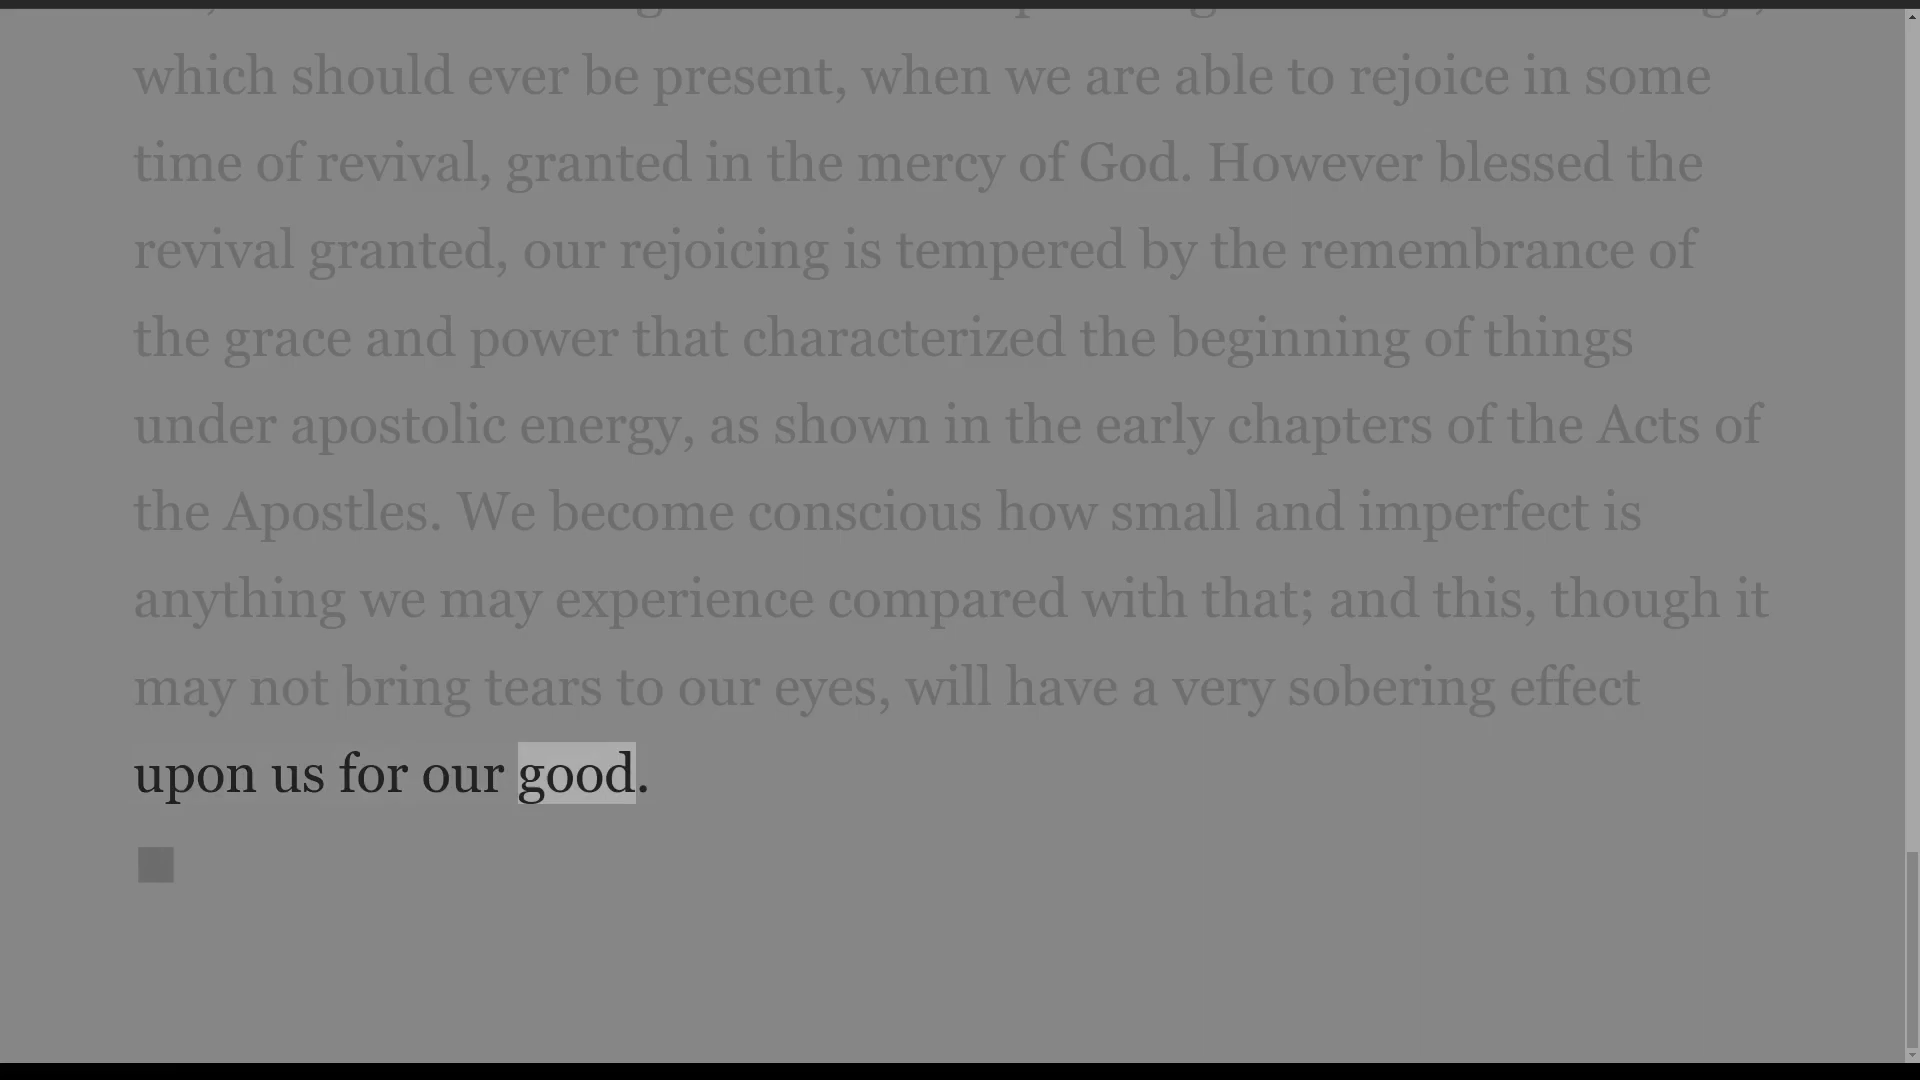 which should ever be present, when we are able to rejoice in some
time of revival, granted in the mercy of God. However blessed the
revival granted, our rejoicing is tempered by the remembrance of
the grace and power that characterized the beginning of things
under apostolic energy, as shown in the early chapters of the Acts of
the Apostles. We become conscious how small and imperfect is
anything we may experience compared with that; and this, though it
may not bring tears to our eyes, will have a very sobering effect
upon us for our good.